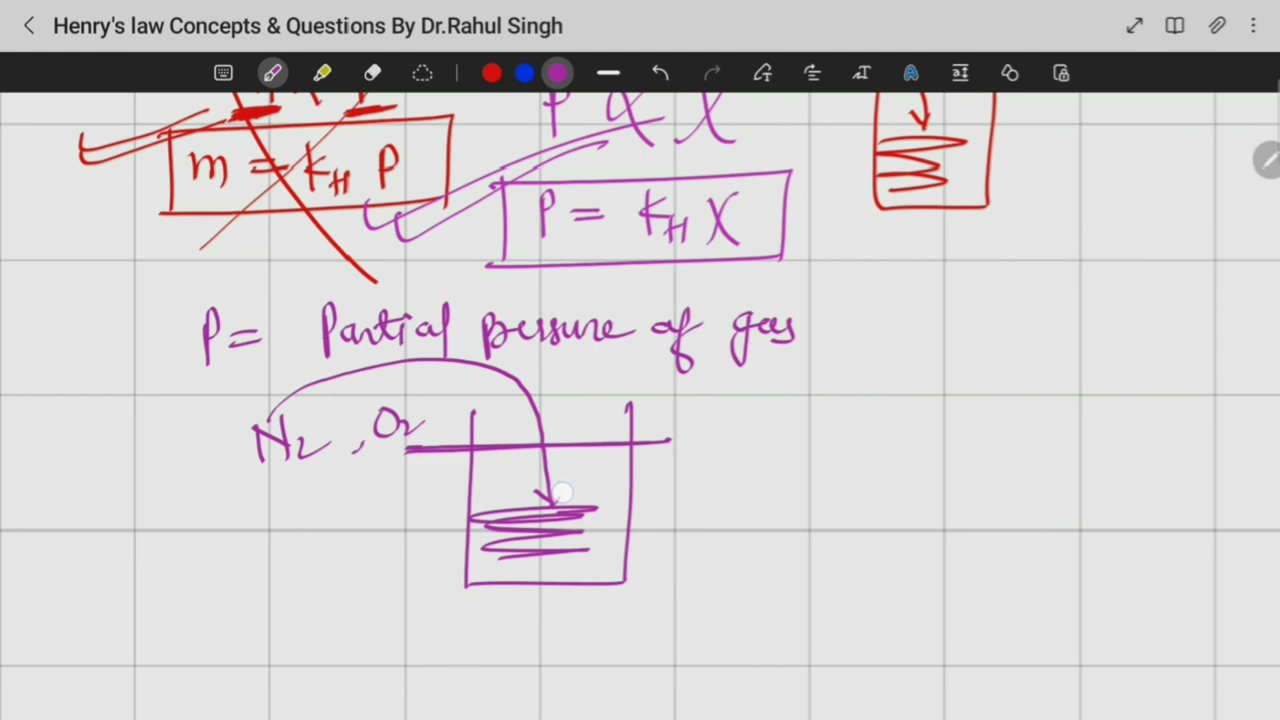 Henry's law Concepts & Questions By Dr.Rahul Singh
P α X
m = KH P
P = KH X
P = Partial pressure of gas
N2 , O2